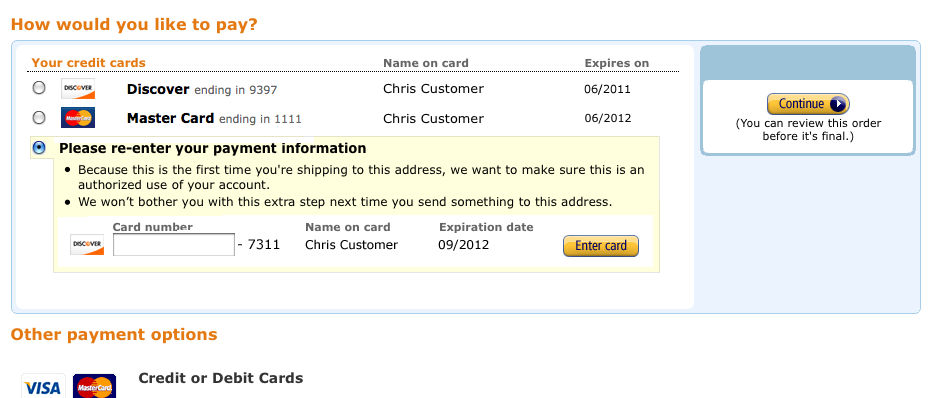 How would you like to pay?
Your credit cards Name on card Expires on
DISCOVER Discover ending in 9397 Chris Customer 06/2011
MasterCard Master Card ending in 1111 Chris Customer 06/2012
Please re-enter your payment information
• Because this is the first time you're shipping to this address, we want to make sure this is an
authorized use of your account.
• We won’t bother you with this extra step next time you send something to this address.
Card number Name on card Expiration date
DISCOVER - 7311 Chris Customer 09/2012 Enter card
Continue
(You can review this order
before it's final.)
Other payment options
VISA MasterCard Credit or Debit Cards